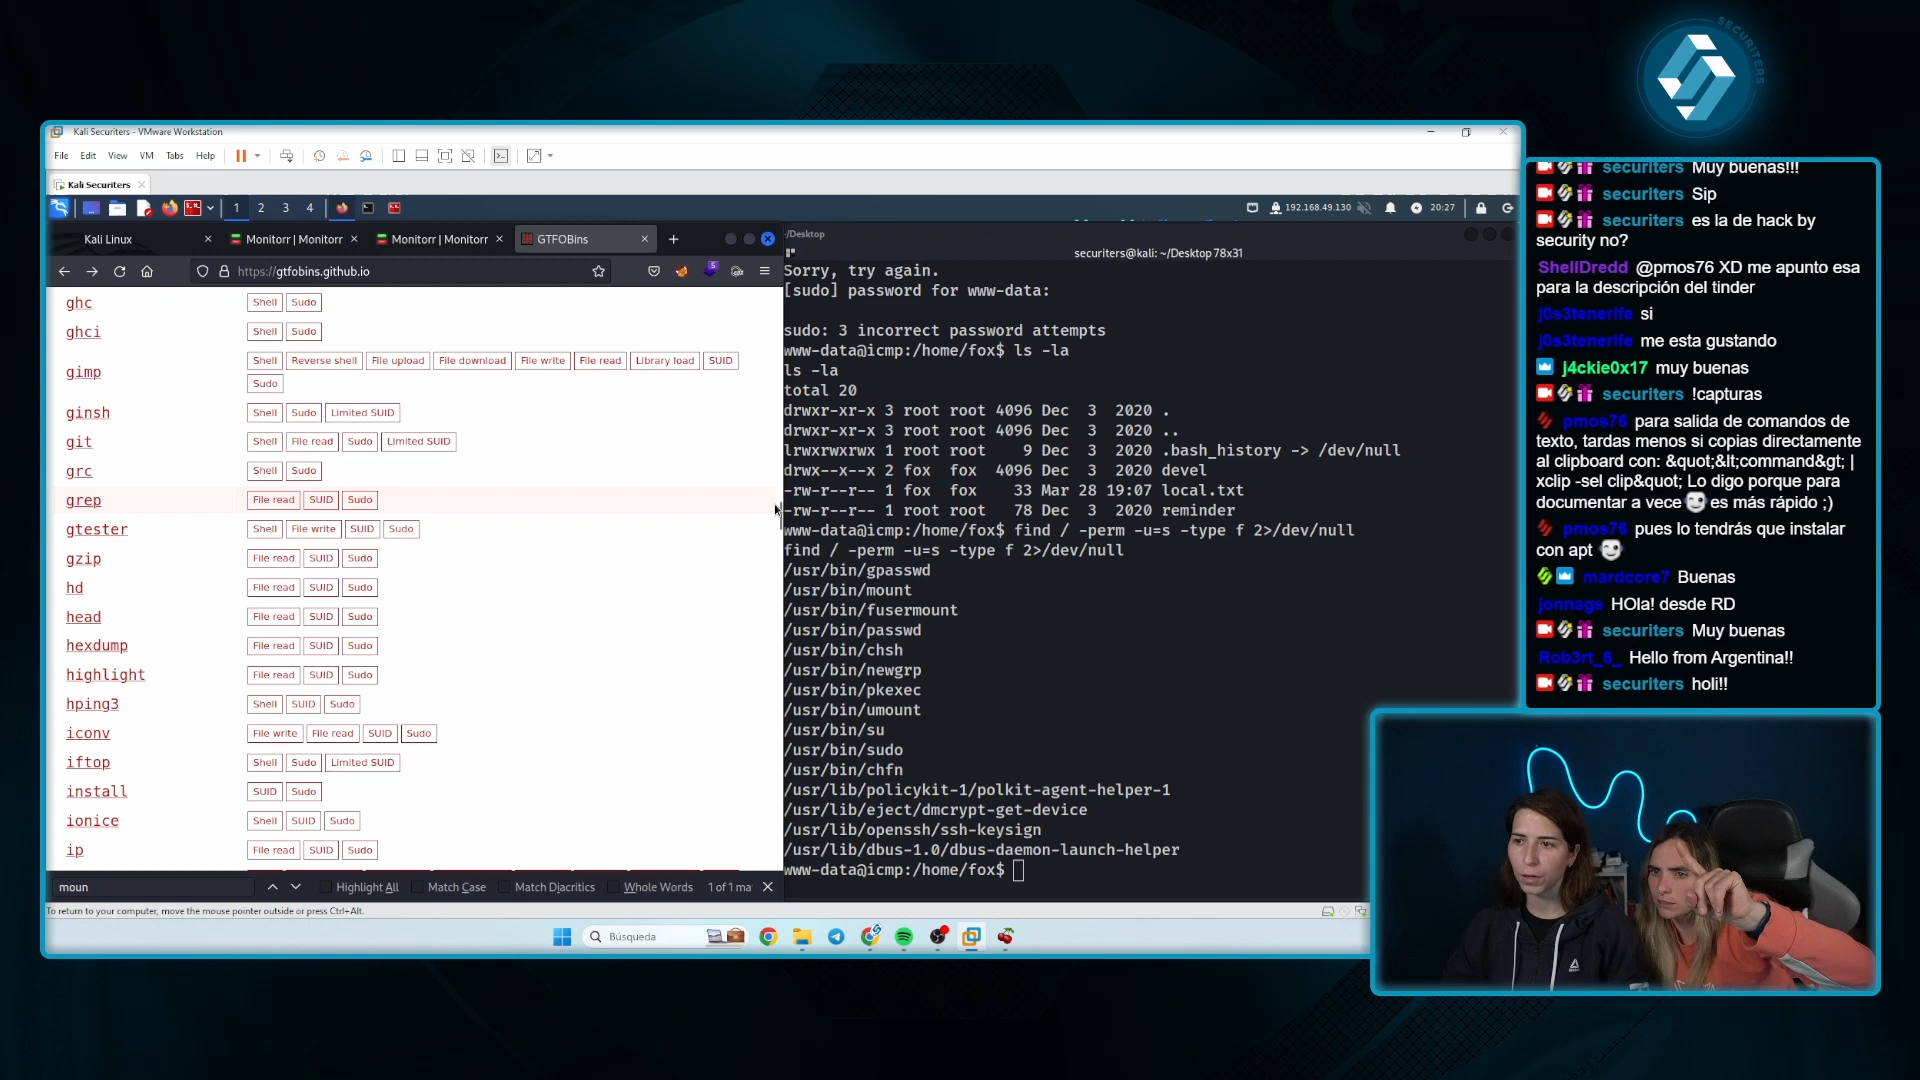 SECURITERS
Kali Securiters - VMware Workstation
File Edit View VM Tabs Help
Kali Securiters
1 2 3 4
192.168.49.130
20:27
Kali Linux
Monitorr | Monitorr
Monitorr | Monitorr
GTFOBins
https://gtfobins.github.io
ghc Shell Sudo
ghci Shell Sudo
gimp Shell Reverse shell File upload File download File write File read Library load SUID
Sudo
ginsh Shell Sudo Limited SUID
git Shell File read Sudo Limited SUID
grc Shell Sudo
grep File read SUID Sudo
gtester Shell File write SUID Sudo
gzip File read SUID Sudo
hd File read SUID Sudo
head File read SUID Sudo
hexdump File read SUID Sudo
highlight File read SUID Sudo
hping3 Shell SUID Sudo
iconv File write File read SUID Sudo
iftop Shell Sudo Limited SUID
install SUID Sudo
ionice Shell SUID Sudo
ip File read SUID Sudo
moun Highlight All Match Case Match Diacritics Whole Words 1 of 1 ma
To return to your computer, move the mouse pointer outside or press Ctrl+Alt.
Búsqueda
/Desktop
securiters@kali: ~/Desktop 78x31
Sorry, try again.
[sudo] password for www-data:
sudo: 3 incorrect password attempts
www-data@icmp:/home/fox$ ls -la
ls -la
total 20
drwxr-xr-x 3 root root 4096 Dec 3 2020 .
drwxr-xr-x 3 root root 4096 Dec 3 2020 ..
lrwxrwxrwx 1 root root 9 Dec 3 2020 .bash_history -> /dev/null
drwx--x--x 2 fox fox 4096 Dec 3 2020 devel
-rw-r--r-- 1 fox fox 33 Mar 28 19:07 local.txt
-rw-r--r-- 1 root root 78 Dec 3 2020 reminder
www-data@icmp:/home/fox$ find / -perm -u=s -type f 2>/dev/null
find / -perm -u=s -type f 2>/dev/null
/usr/bin/gpasswd
/usr/bin/mount
/usr/bin/fusermount
/usr/bin/passwd
/usr/bin/chsh
/usr/bin/newgrp
/usr/bin/pkexec
/usr/bin/umount
/usr/bin/su
/usr/bin/sudo
/usr/bin/chfn
/usr/lib/policykit-1/polkit-agent-helper-1
/usr/lib/eject/dmcrypt-get-device
/usr/lib/openssh/ssh-keysign
/usr/lib/dbus-1.0/dbus-daemon-launch-helper
www-data@icmp:/home/fox$
securiters Muy buenas!!!
securiters Sip
securiters es la de hack by
security no?
ShellDredd @pmos76 XD me apunto esa
para la descripción del tinder
j0s3tenerife si
j0s3tenerife me esta gustando
j4ckie0x17 muy buenas
securiters !capturas
pmos76 para salida de comandos de
texto, tardas menos si copias directamente
al clipboard con: &quot;&lt;command&gt; |
xclip -sel clip&quot; Lo digo porque para
documentar a vece es más rápido ;)
pmos76 pues lo tendrás que instalar
con apt
mardcore7 Buenas
jonnags HOla! desde RD
securiters Muy buenas
Rob3rt_6_ Hello from Argentina!!
securiters holi!!